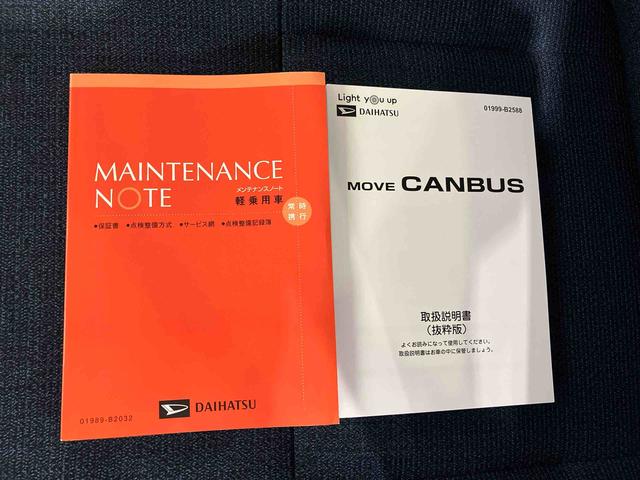 MAINTENANCE
NOTE
メンテナンスノート
軽乗用車
常時
携行
•保証書 •点検整備方式 •サービス網 •点検整備記録簿
DAIHATSU
01989-B2032
Light you up
DAIHATSU
01999-B2588
MOVE CANBUS
取扱説明書
(抜粋版)
よくお読みになって使用してください。
取扱説明書はお車の中に保管しましょう。